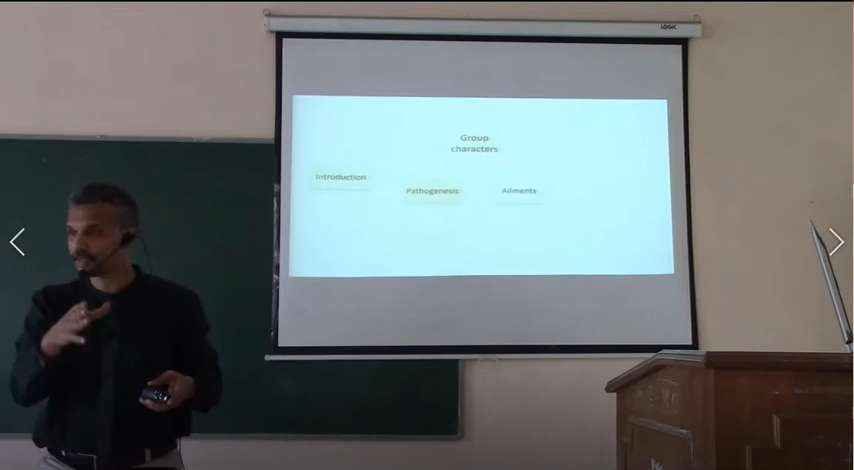 LOGIC
Group
characters
Introduction
Pathogenesis
Ailments